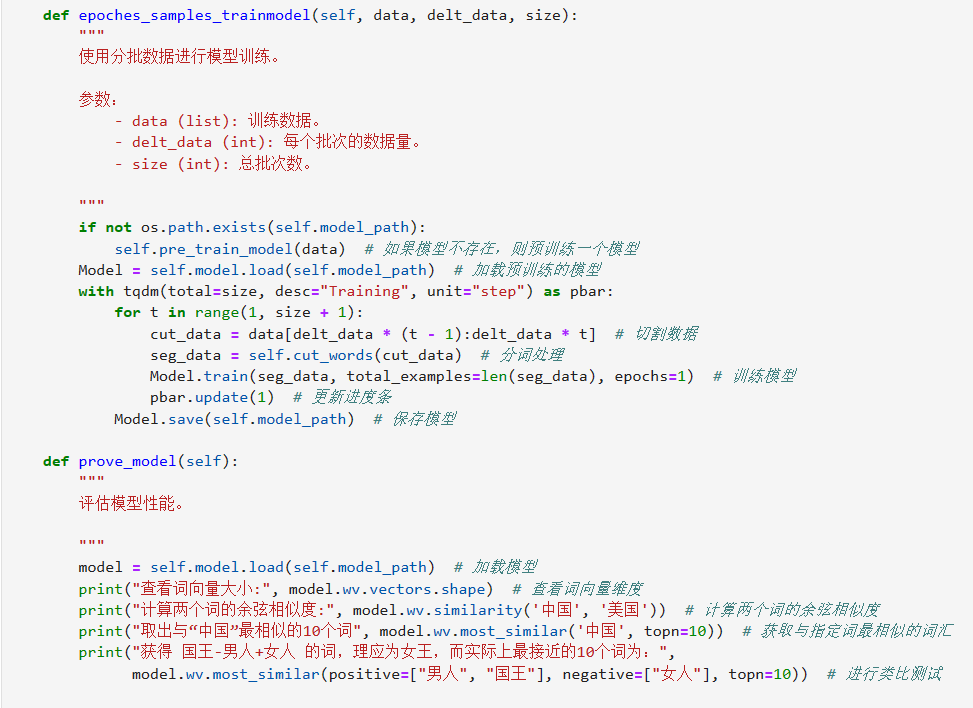 def epoches_samples_trainmodel(self, data, delt_data, size):
"""
使用分批数据进行模型训练。
参数：
- data (list): 训练数据。
- delt_data (int): 每个批次的数据量。
- size (int): 总批次数。
"""
if not os.path.exists(self.model_path):
self.pre_train_model(data)  # 如果模型不存在，则预训练一个模型
Model = self.model.load(self.model_path)  # 加载预训练的模型
with tqdm(total=size, desc="Training", unit="step") as pbar:
for t in range(1, size + 1):
cut_data = data[delt_data * (t - 1):delt_data * t]  # 切割数据
seg_data = self.cut_words(cut_data)  # 分词处理
Model.train(seg_data, total_examples=len(seg_data), epochs=1)  # 训练模型
pbar.update(1)  # 更新进度条
Model.save(self.model_path)  # 保存模型
def prove_model(self):
"""
评估模型性能。
"""
model = self.model.load(self.model_path)  # 加载模型
print("查看词向量大小:", model.wv.vectors.shape)  # 查看词向量维度
print("计算两个词的余弦相似度:", model.wv.similarity('中国', '美国'))  # 计算两个词的余弦相似度
print("取出与“中国”最相似的10个词", model.wv.most_similar('中国', topn=10))  # 获取与指定词最相似的词汇
print("获得 国王-男人+女人 的词，理应为女王，而实际上最接近的10个词为：",
model.wv.most_similar(positive=["男人", "国王"], negative=["女人"], topn=10))  # 进行类比测试